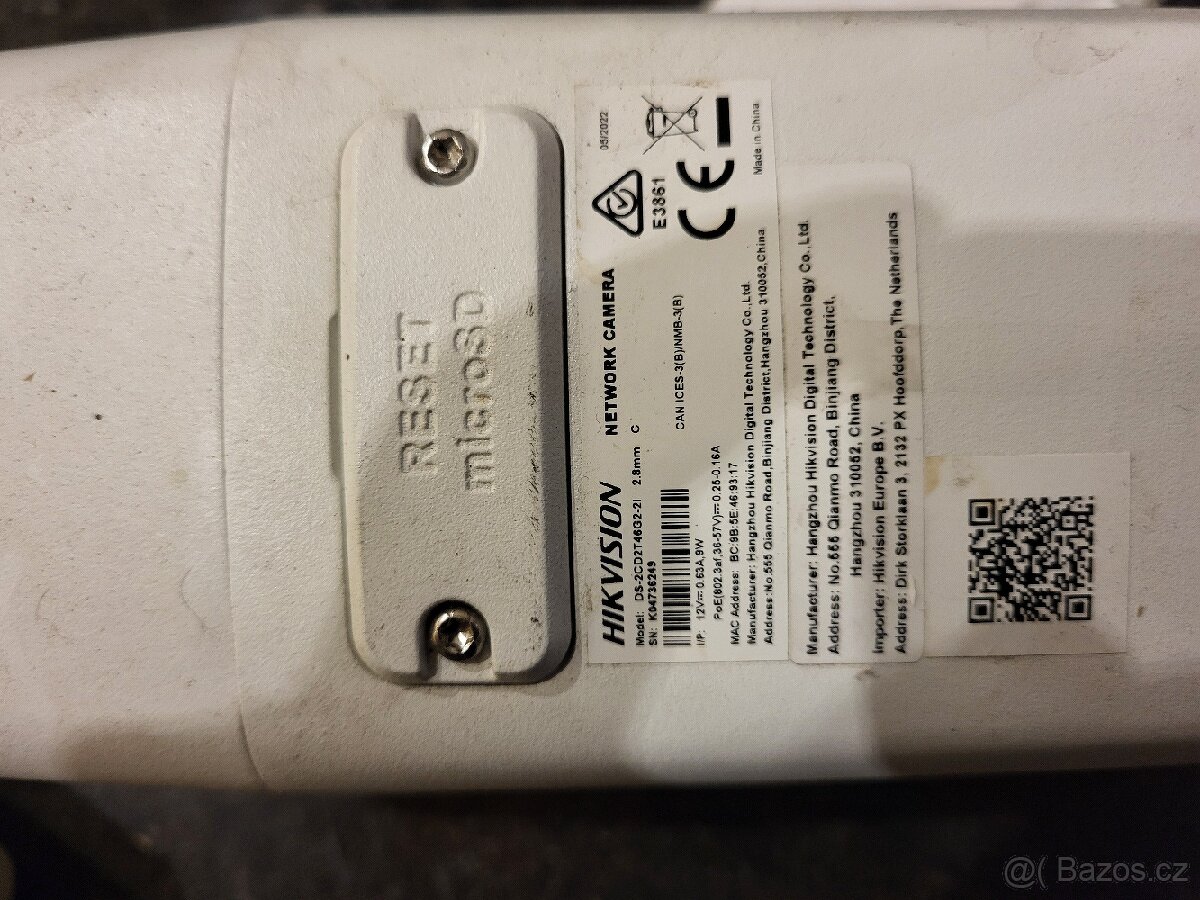 RESET
microSD
HIKVISION NETWORK CAMERA
Model: DS-2CD2T46G2-2I 2.8mm C
SN: K94736249
CAN ICES-3(B)/NMB-3(B)
I/P: 12V⎓0.63A,9W
PoE(802.3af,36-57V)⎓0.25-0.16A
MAC Address: BC:9B:5E:46:93:17
Manufacturer: Hangzhou Hikvision Digital Technology Co.,Ltd.
Address:No.555 Qianmo Road,Binjiang District,Hangzhou 310052,China
05/2022
E3861
CE
Made in China
Manufacturer: Hangzhou Hikvision Digital Technology Co.,Ltd.
Address: No.555 Qianmo Road, Binjiang District,
Hangzhou 310052, China
Importer: Hikvision Europe B.V.
Address: Dirk Storklaan 3, 2132 PX Hoofddorp,The Netherlands
@( Bazos.cz